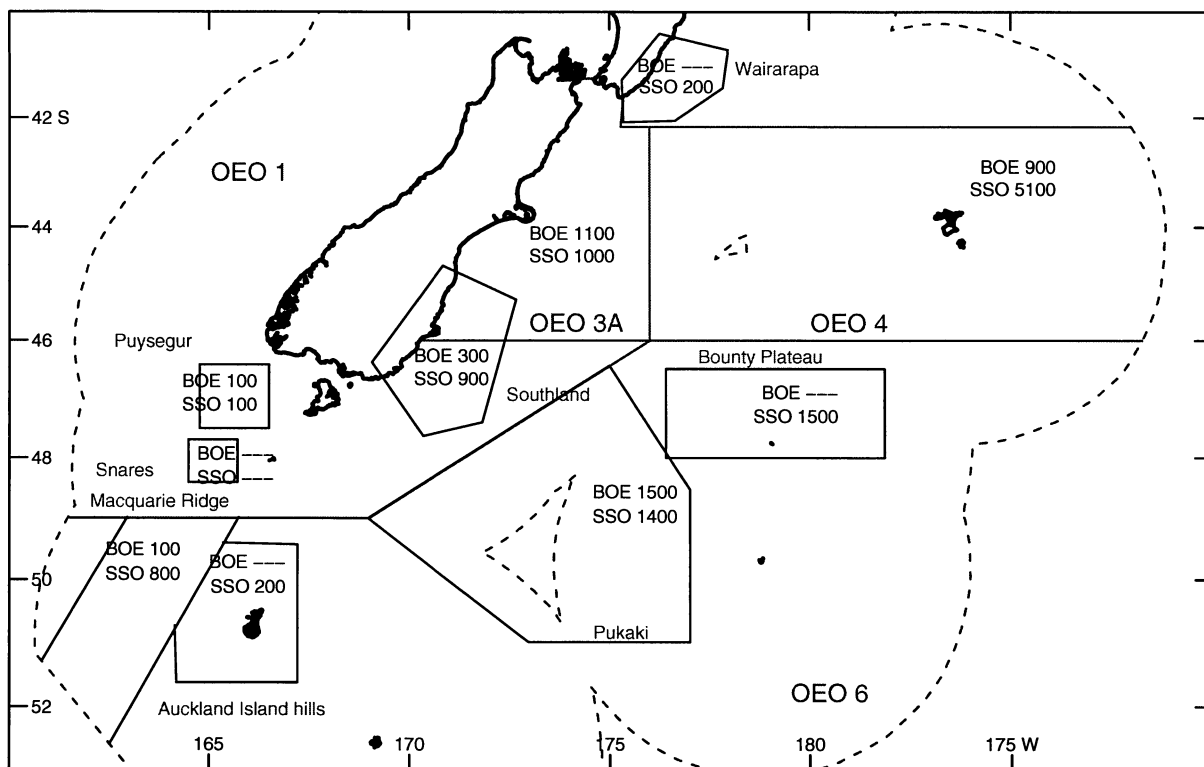 BOE ---
SSO 200
Wairarapa
42 S
OEO 1
BOE 900
SSO 5100
44
BOE 1100
SSO 1000
OEO 3A
OEO 4
46
Puysegur
BOE 300
SSO 900
Bounty Plateau
BOE 100
SSO 100
Southland
BOE ---
SSO 1500
48
BOE ---
SSO ---
Snares
Macquarie Ridge
BOE 1500
SSO 1400
BOE 100
SSO 800
BOE ---
SSO 200
50
Pukaki
OEO 6
52
Auckland Island hills
165
170
175
180
175 W